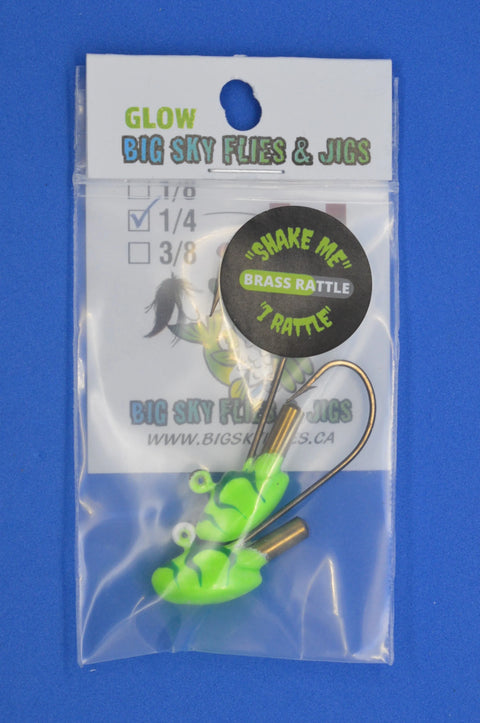 GLOW
BIG SKY FLIES & JIGS
1/8
1/4
3/8
"SHAKE ME"
BRASS RATTLE
"I RATTLE"
BIG SKY FLIES & JIGS
WWW.BIGSKYFLIES.CA